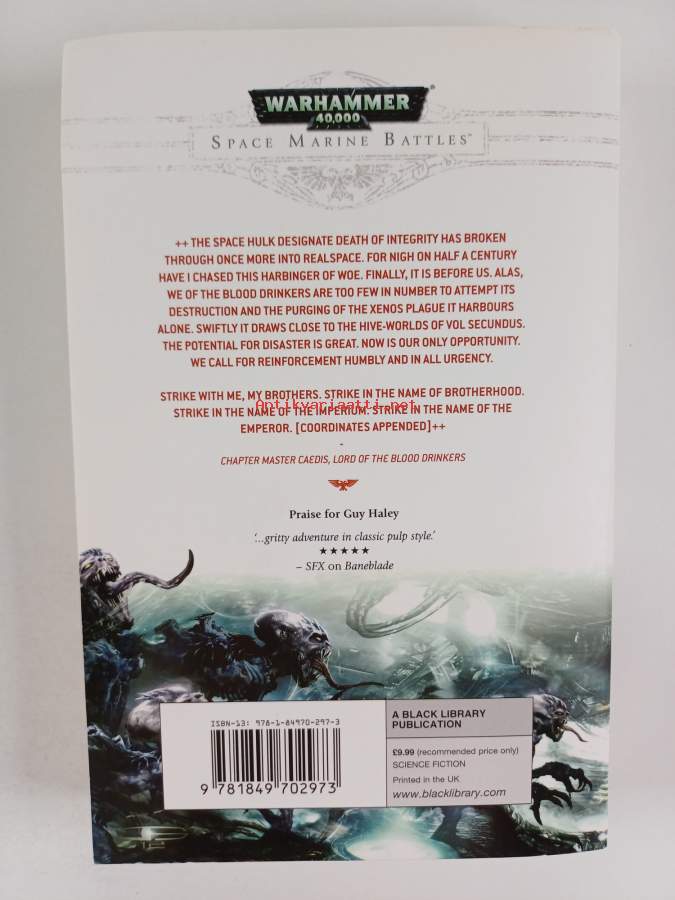 WARHAMMER
40,000
SPACE MARINE BATTLES™
++ THE SPACE HULK DESIGNATE DEATH OF INTEGRITY HAS BROKEN
THROUGH ONCE MORE INTO REALSPACE. FOR NIGH ON HALF A CENTURY
HAVE I CHASED THIS HARBINGER OF WOE. FINALLY, IT IS BEFORE US. ALAS,
WE OF THE BLOOD DRINKERS ARE TOO FEW IN NUMBER TO ATTEMPT ITS
DESTRUCTION AND THE PURGING OF THE XENOS PLAGUE IT HARBOURS
ALONE. SWIFTLY IT DRAWS CLOSE TO THE HIVE-WORLDS OF VOL SECUNDUS.
THE POTENTIAL FOR DISASTER IS GREAT. NOW IS OUR ONLY OPPORTUNITY.
WE CALL FOR REINFORCEMENT HUMBLY AND IN ALL URGENCY.
STRIKE WITH ME, MY BROTHERS. STRIKE IN THE NAME OF BROTHERHOOD.
Antikvariaatti.net
STRIKE IN THE NAME OF THE IMPERIUM. STRIKE IN THE NAME OF THE
EMPEROR. [COORDINATES APPENDED]++
-
CHAPTER MASTER CAEDIS, LORD OF THE BLOOD DRINKERS
Praise for Guy Haley
'...gritty adventure in classic pulp style.'
★★★★★
– SFX on Baneblade
ISBN-13: 978-1-84970-297-3
9 781849 702973
A BLACK LIBRARY
PUBLICATION
£9.99 (recommended price only)
SCIENCE FICTION
Printed in the UK
www.blacklibrary.com